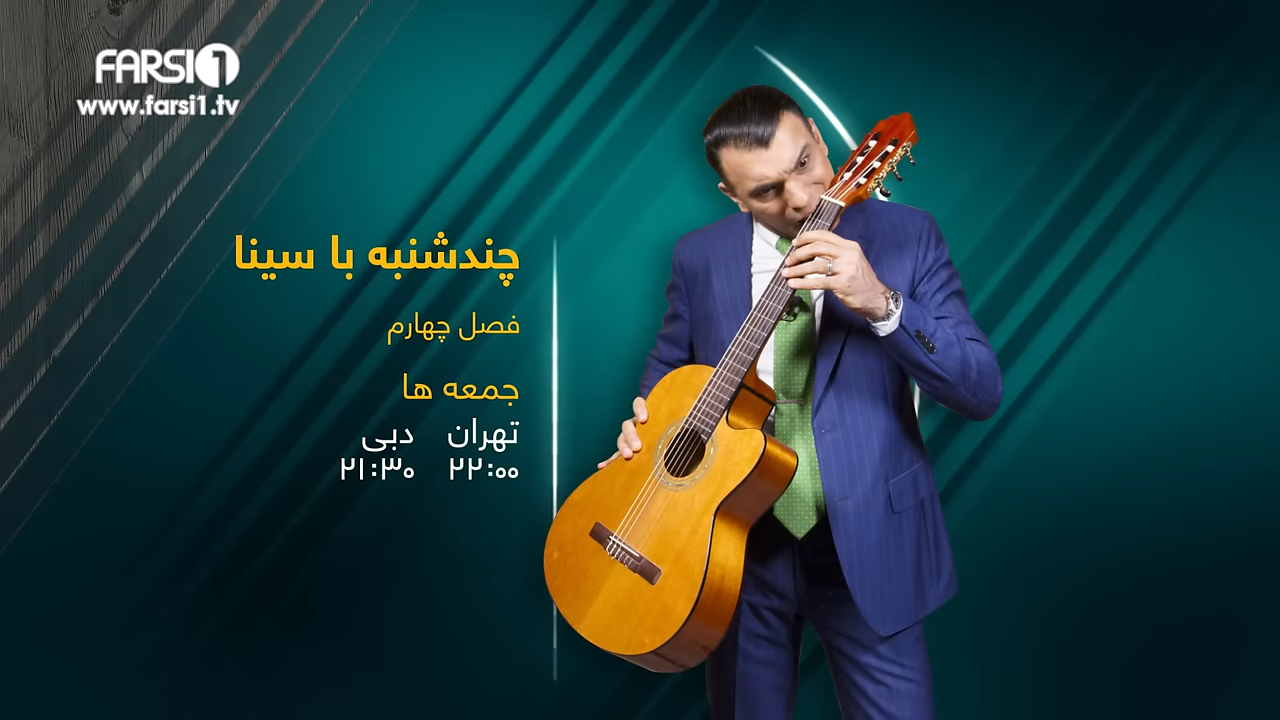 FARSI1
www.farsi1.tv
چندشنبه با سینا
فصل چهارم
جمعه ها
تهران دبی
۲۲:۰۰ ۲۱:۳۰